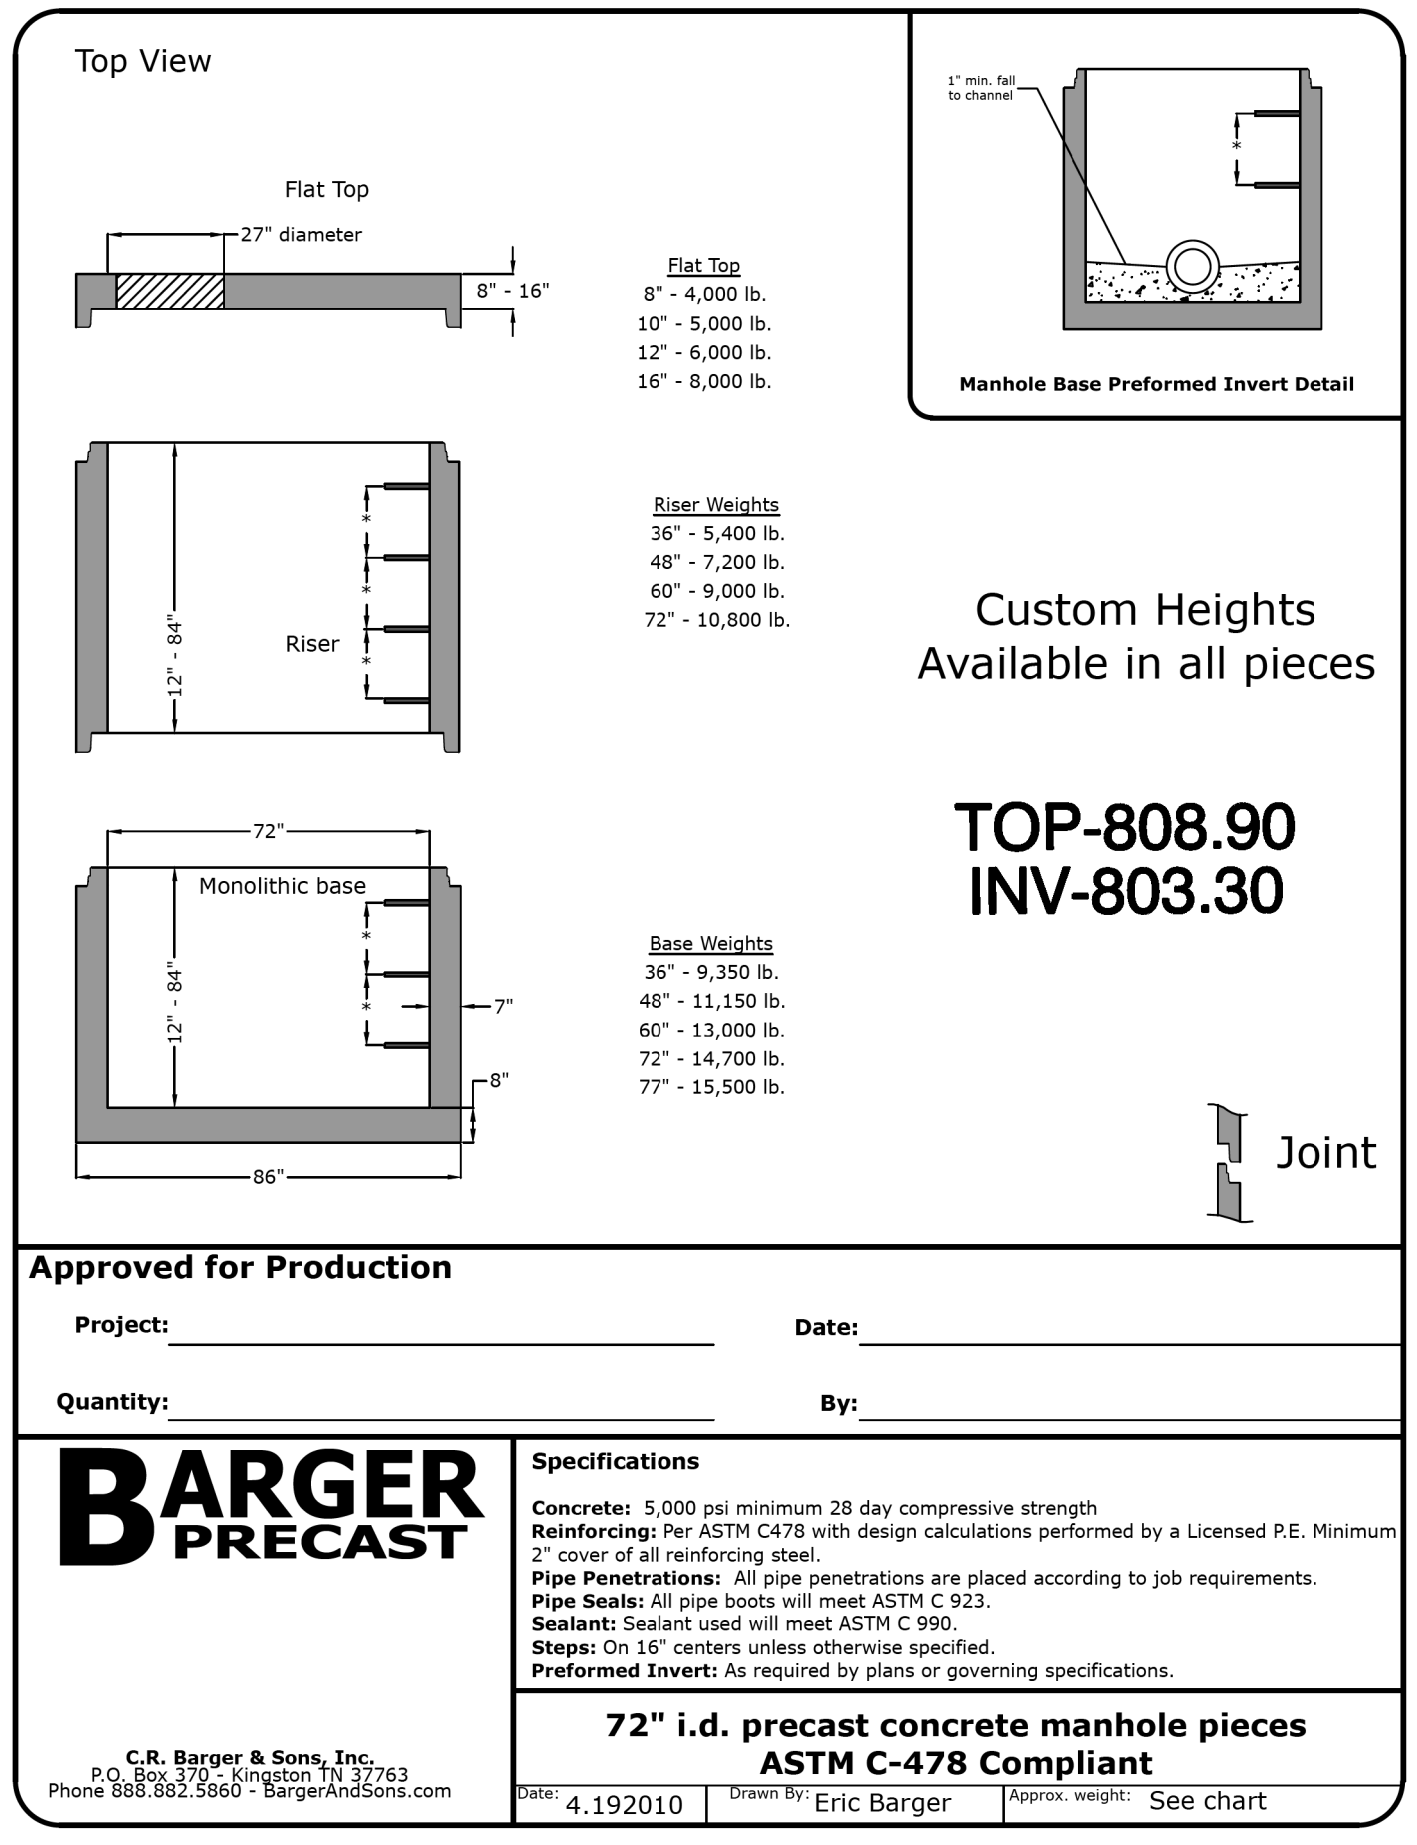 Top View
1" min. fall
to channel
*
Manhole Base Preformed Invert Detail
Flat Top
27" diameter
8" - 16"
Flat Top
8" - 4,000 lb.
10" - 5,000 lb.
12" - 6,000 lb.
16" - 8,000 lb.
12" - 84"
Riser
*
*
*
Riser Weights
36" - 5,400 lb.
48" - 7,200 lb.
60" - 9,000 lb.
72" - 10,800 lb.
Custom Heights
Available in all pieces
TOP-808.90
INV-803.30
72"
Monolithic base
12" - 84"
*
*
7"
8"
86"
Base Weights
36" - 9,350 lb.
48" - 11,150 lb.
60" - 13,000 lb.
72" - 14,700 lb.
77" - 15,500 lb.
Joint
Approved for Production
Project:
Date:
Quantity:
By:
BARGER
PRECAST
C.R. Barger & Sons, Inc.
P.O. Box 370 - Kingston TN 37763
Phone 888.882.5860 - BargerAndSons.com
Specifications
Concrete: 5,000 psi minimum 28 day compressive strength
Reinforcing: Per ASTM C478 with design calculations performed by a Licensed P.E. Minimum
2" cover of all reinforcing steel.
Pipe Penetrations: All pipe penetrations are placed according to job requirements.
Pipe Seals: All pipe boots will meet ASTM C 923.
Sealant: Sealant used will meet ASTM C 990.
Steps: On 16" centers unless otherwise specified.
Preformed Invert: As required by plans or governing specifications.
72" i.d. precast concrete manhole pieces
ASTM C-478 Compliant
Date: 4.192010
Drawn By: Eric Barger
Approx. weight: See chart